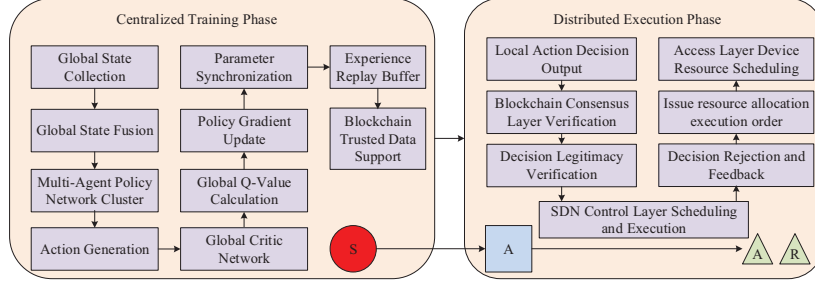 Centralized Training Phase
Global State
Collection
Global State Fusion
Multi-Agent Policy
Network Cluster
Action Generation
Parameter
Synchronization
Policy Gradient
Update
Global Q-Value
Calculation
Global Critic
Network
Experience
Replay Buffer
Blockchain
Trusted Data
Support
S
Distributed Execution Phase
Local Action Decision
Output
Blockchain Consensus
Layer Verification
Decision Legitimacy
Verification
SDN Control Layer Scheduling
and Execution
Access Layer Device
Resource Scheduling
Issue resource allocation
execution order
Decision Rejection and
Feedback
A
A
R